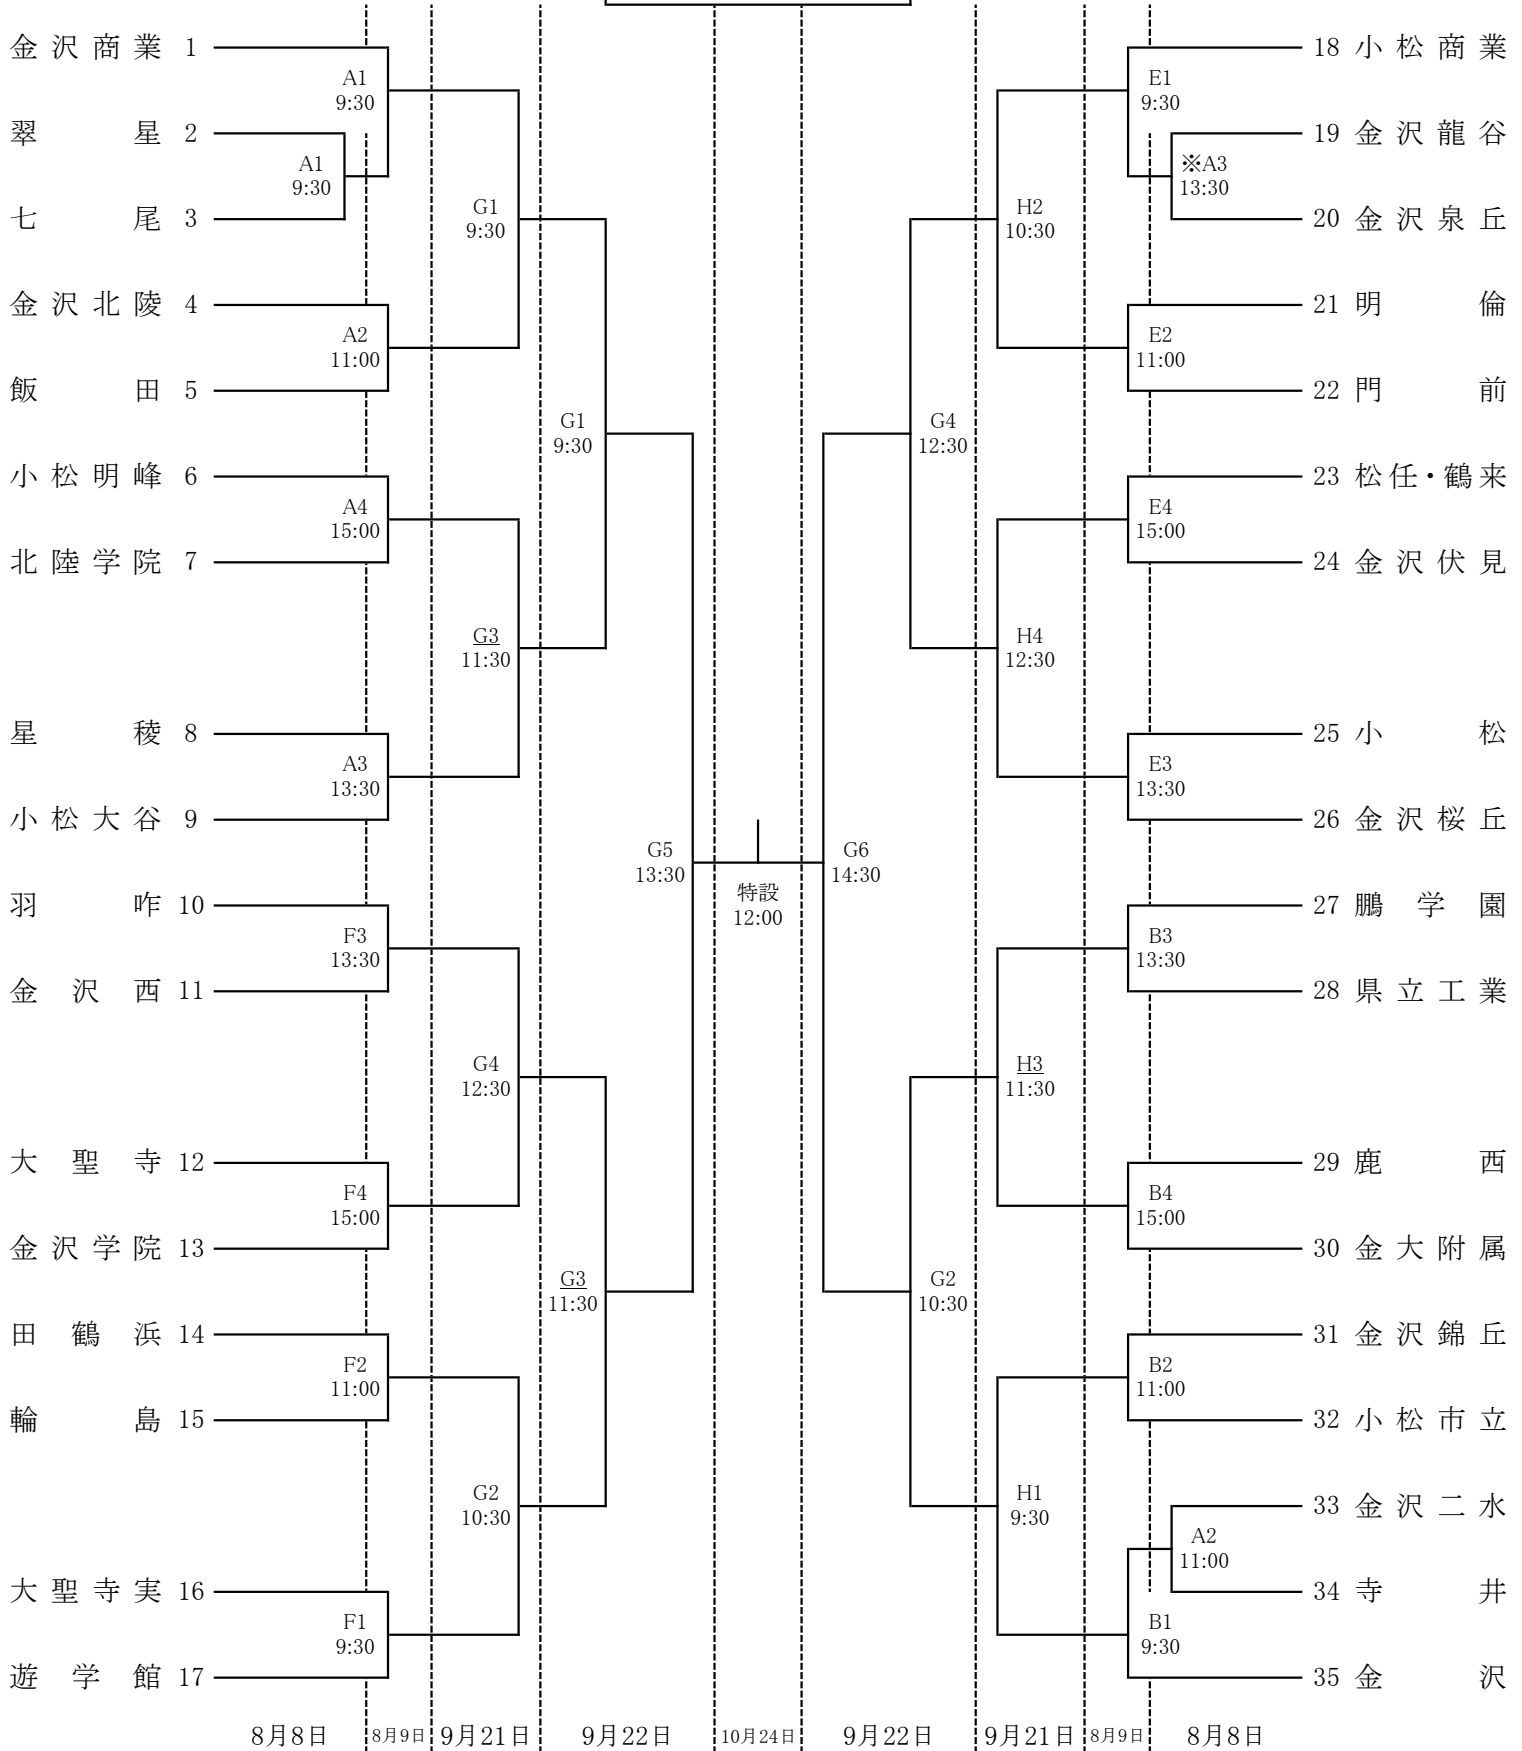 金沢商業 1
A1
9:30
翠星 2
A1
9:30
七尾 3
G1
9:30
金沢北陵 4
A2
11:00
飯田 5
G1
9:30
小松明峰 6
A4
15:00
北陸学院 7
G3
11:30
星稜 8
A3
13:30
小松大谷 9
G5
13:30
羽咋 10
F3
13:30
金沢西 11
G4
12:30
大聖寺 12
F4
15:00
金沢学院 13
G3
11:30
田鶴浜 14
F2
11:00
輪島 15
G2
10:30
大聖寺実 16
F1
9:30
遊学館 17
特設
12:00
18 小松商業
E1
9:30
19 金沢龍谷
※A3
13:30
20 金沢泉丘
H2
10:30
21 明倫
E2
11:00
22 門前
G4
12:30
23 松任・鶴来
E4
15:00
24 金沢伏見
H4
12:30
25 小松
E3
13:30
26 金沢桜丘
G6
14:30
27 鵬学園
B3
13:30
28 県立工業
H3
11:30
29 鹿西
B4
15:00
30 金大附属
G2
10:30
31 金沢錦丘
B2
11:00
32 小松市立
H1
9:30
33 金沢二水
A2
11:00
34 寺井
B1
9:30
35 金沢
8月8日 8月9日 9月21日 9月22日 10月24日 9月22日 9月21日 8月9日 8月8日